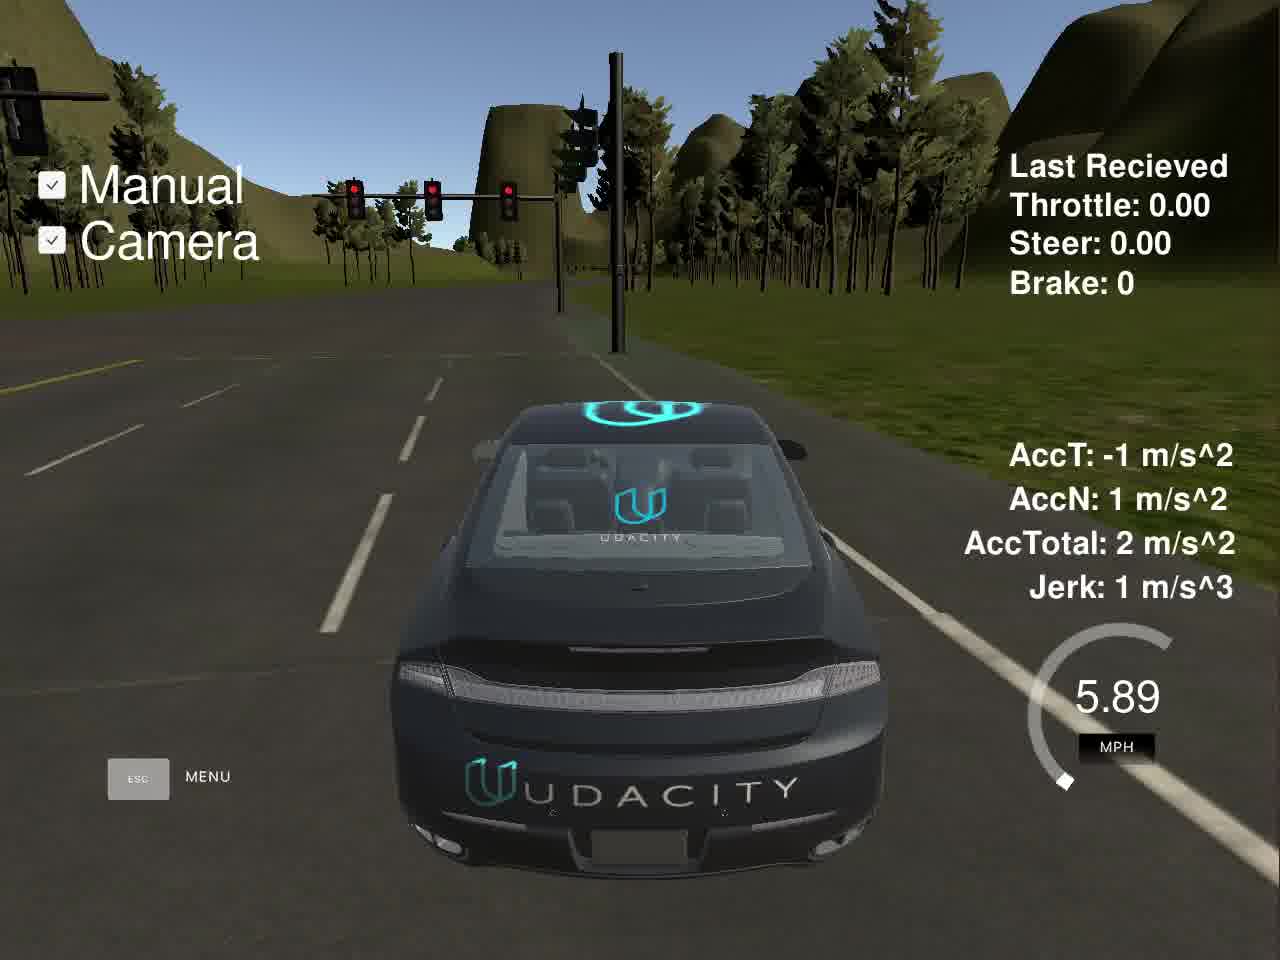 Manual
Camera
Last Recieved
Throttle: 0.00
Steer: 0.00
Brake: 0
AccT: -1 m/s^2
AccN: 1 m/s^2
AccTotal: 2 m/s^2
Jerk: 1 m/s^3
5.89
MPH
UDACITY
ESC MENU
UDACITY